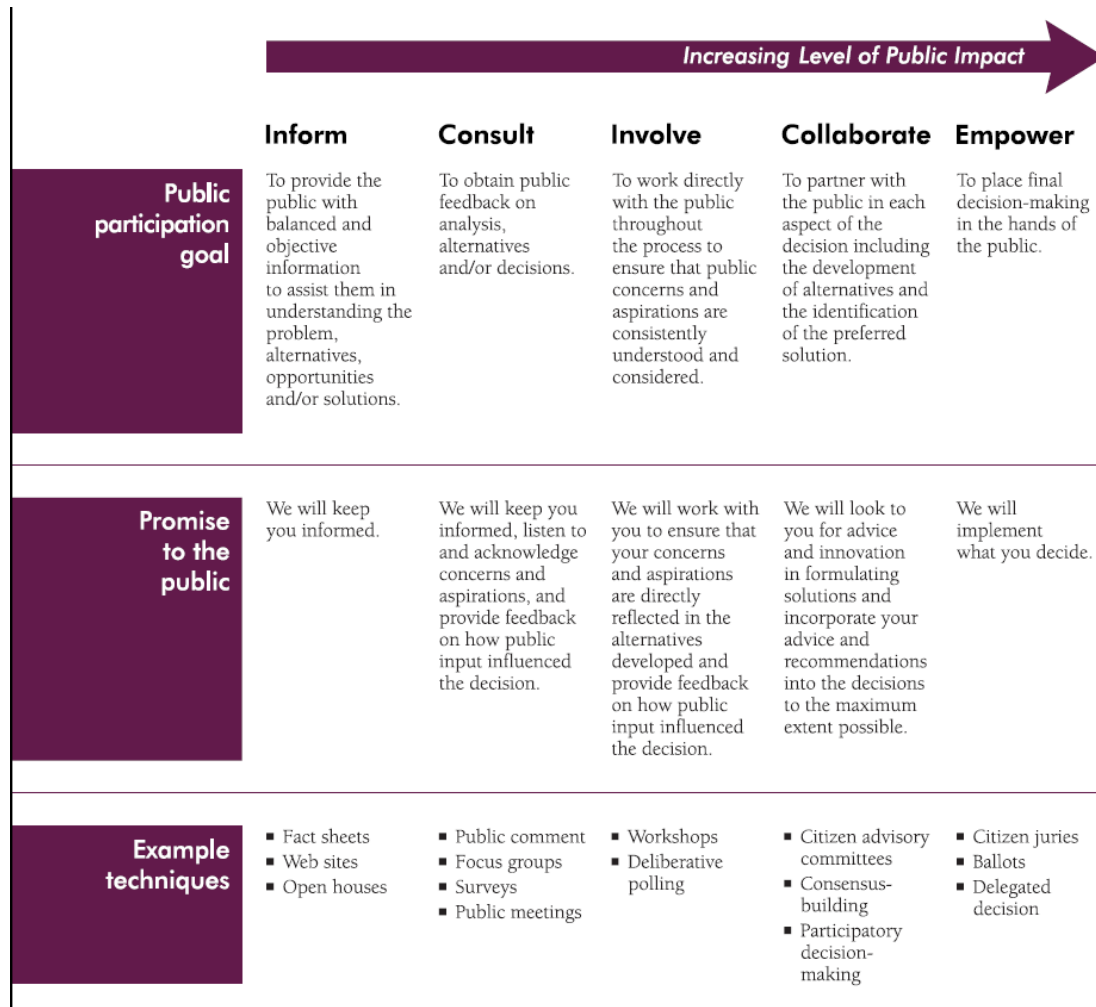 Increasing Level of Public Impact
Inform
Consult
Involve
Collaborate
Empower
Public
participation
goal
To provide the
public with
balanced and
objective
information
to assist them in
understanding the
problem,
alternatives,
opportunities
and/or solutions.
To obtain public
feedback on
analysis,
alternatives
and/or decisions.
To work directly
with the public
throughout
the process to
ensure that public
concerns and
aspirations are
consistently
understood and
considered.
To partner with
the public in each
aspect of the
decision including
the development
of alternatives and
the identification
of the preferred
solution.
To place final
decision-making
in the hands of
the public.
Promise
to the
public
We will keep
you informed.
We will keep you
informed, listen to
and acknowledge
concerns and
aspirations, and
provide feedback
on how public
input influenced
the decision.
We will work with
you to ensure that
your concerns
and aspirations
are directly
reflected in the
alternatives
developed and
provide feedback
on how public
input influenced
the decision.
We will look to
you for advice
and innovation
in formulating
solutions and
incorporate your
advice and
recommendations
into the decisions
to the maximum
extent possible.
We will
implement
what you decide.
Example
techniques
▪ Fact sheets
▪ Web sites
▪ Open houses
▪ Public comment
▪ Focus groups
▪ Surveys
▪ Public meetings
▪ Workshops
▪ Deliberative
polling
▪ Citizen advisory
committees
▪ Consensus-
building
▪ Participatory
decision-
making
▪ Citizen juries
▪ Ballots
▪ Delegated
decision